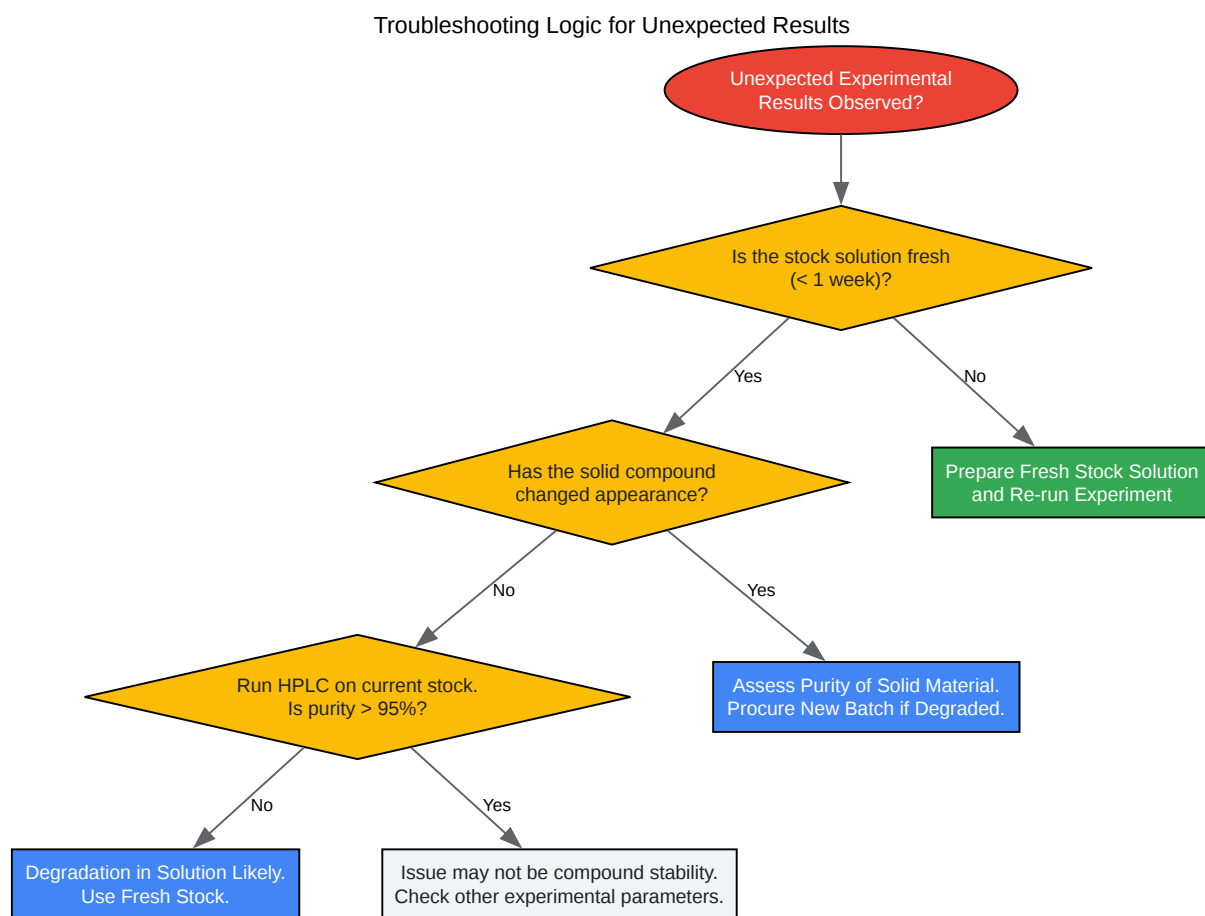 Troubleshooting Logic for Unexpected Results
Unexpected Experimental
Results Observed?
Is the stock solution fresh
(< 1 week)?
Yes
No
Has the solid compound
changed appearance?
Prepare Fresh Stock Solution
and Re-run Experiment
No
Yes
Run HPLC on current stock.
Is purity > 95%?
Assess Purity of Solid Material.
Procure New Batch if Degraded.
No
Yes
Degradation in Solution Likely.
Use Fresh Stock.
Issue may not be compound stability.
Check other experimental parameters.